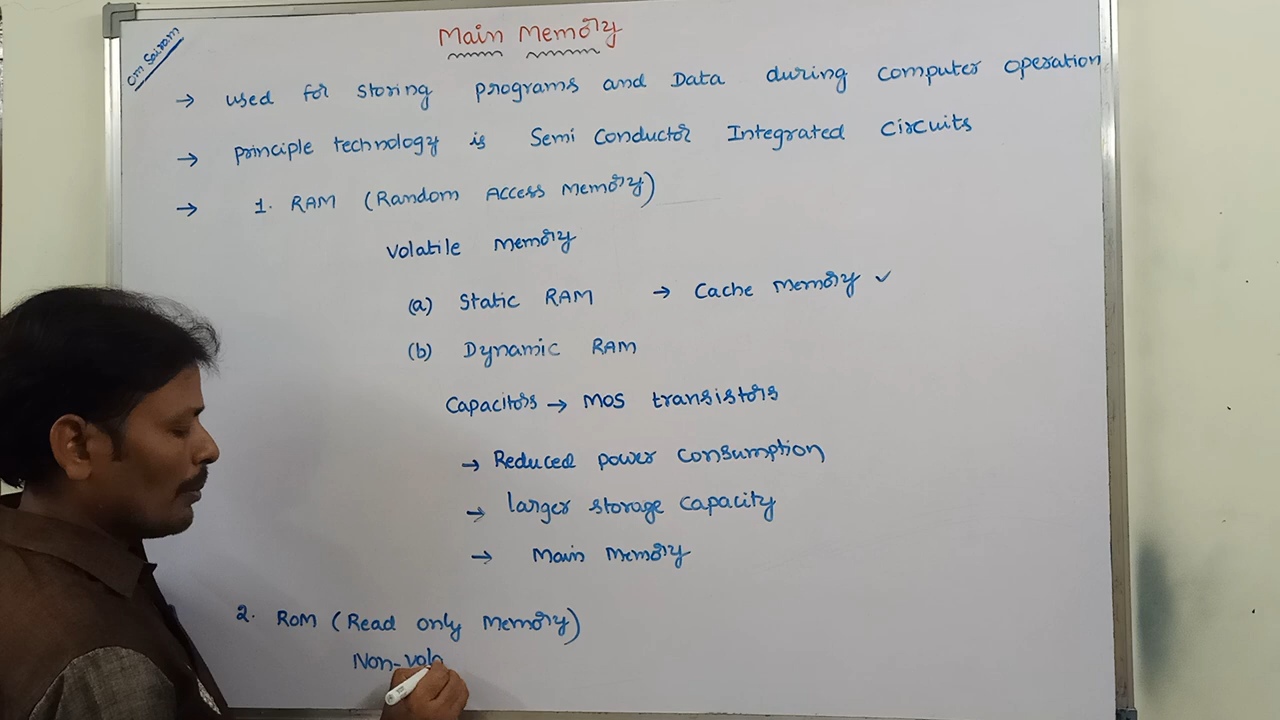 Om Sairam
Main Memory
→ used for storing programs and Data during computer operation
→ principle technology is Semi Conductor Integrated Circuits
→ 1. RAM (Random Access Memory)
Volatile Memory
(a) Static RAM → Cache Memory ✓
(b) Dynamic RAM
Capacitors → MOS transistors
→ Reduced power Consumption
→ larger storage capacity
→ Main Memory
2. ROM (Read only Memory)
Non-Vola